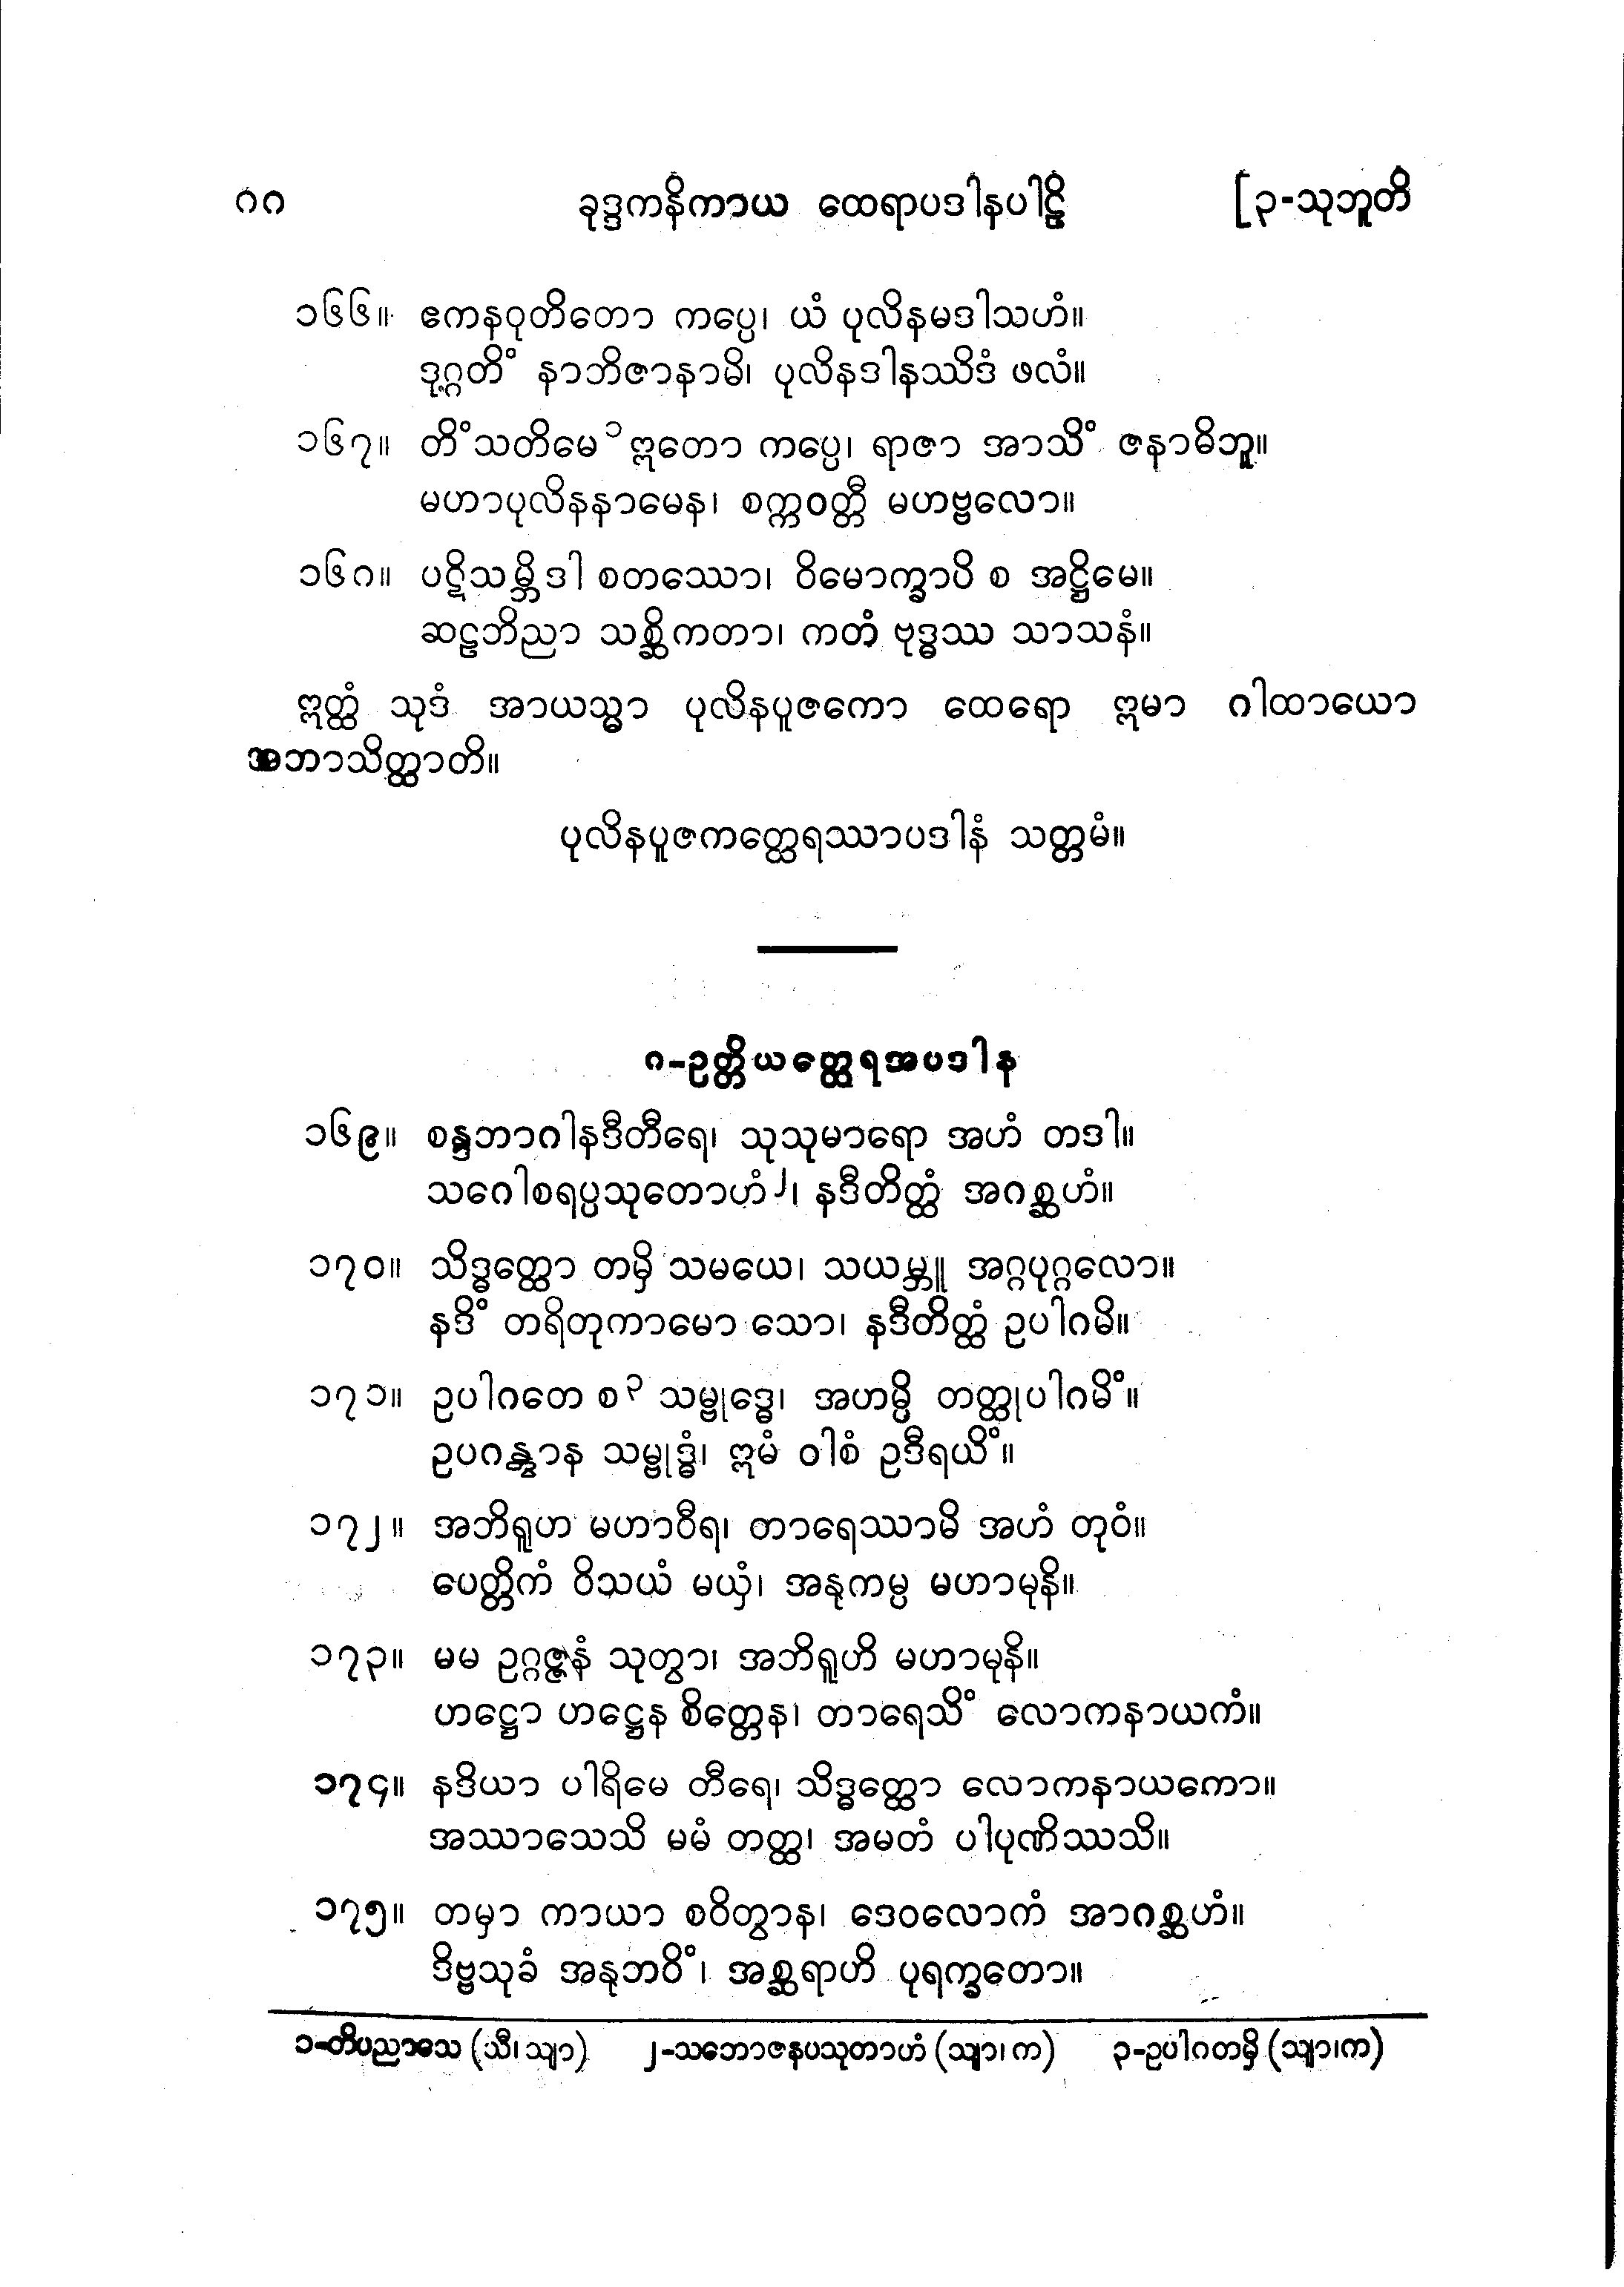 ၈၈ ခုဒ္ဒကနိကာယ ထေရာပဒါနပါဠိ [၃-သုဘူတိ
၁၆၆။ ဧကနဝုတိတော ကပ္ပေ၊ ယံ ပုလိနမဒါသဟံ။
ဒုဂ္ဂတိံ နာဘိဇာနာမိ၊ ပုလိနဒါနဿိဒံ ဖလံ။
၁၆၇။ တိံသတိမေ ၁ ဣတော ကပ္ပေ၊ ရာဇာ အာသိံ ဇနာဓိဘူ။
မဟာပုလိနနာမေန၊ စက္ကဝတ္တီ မဟဗ္ဗလော။
၁၆၈။ ပဋိသမ္ဘိဒါ စတဿော၊ ဝိမောက္ခာပိ စ အဋ္ဌိမေ။
ဆဠဘိညာ သစ္ဆိကတာ၊ ကတံ ဗုဒ္ဓဿ သာသနံ။
ဣတ္ထံ သုဒံ အာယသ္မာ ပုလိနပူဇကော ထေရော ဣမာ ဂါထာယော
အဘာသိတ္ထာတိ။
ပုလိနပူဇကတ္ထေရဿာပဒါနံ သတ္တမံ။
၈-ဥတ္တိယတ္ထေရအပဒါန
၁၆၉။ စန္ဒဘာဂါနဒီတီရေ၊ သုသုမာရော အဟံ တဒါ။
သဂေါစရပ္ပသုတောဟံ ၂၊ နဒီတိတ္ထံ အဂစ္ဆဟံ။
၁၇၀။ သိဒ္ဓတ္ထော တမှိ သမယေ၊ သယမ္ဘူ အဂ္ဂပုဂ္ဂလော။
နဒိံ တရိတုကာမော သော၊ နဒီတိတ္ထံ ဥပါဂမိ။
၁၇၁။ ဥပါဂတေ စ ၃ သမ္ဗုဒ္ဓေ၊ အဟမ္ပိ တတ္ထုပါဂမိံ။
ဥပဂန္တွာန သမ္ဗုဒ္ဓံ၊ ဣမံ ဝါစံ ဥဒီရယိံ။
၁၇၂။ အဘိရူဟ မဟာဝီရ၊ တာရေဿာမိ အဟံ တုဝံ။
ပေတ္တိကံ ဝိသယံ မယှံ၊ အနုကမ္ပ မဟာမုနိ။
၁၇၃။ မမ ဥဂ္ဂဇ္ဇနံ သုတွာ၊ အဘိရူဟိ မဟာမုနိ။
ဟဋ္ဌော ဟဋ္ဌေန စိတ္တေန၊ တာရေသိံ လောကနာယကံ။
၁၇၄။ နဒိယာ ပါရိမေ တီရေ၊ သိဒ္ဓတ္ထော လောကနာယကော။
အဿာသေသိ မမံ တတ္ထ၊ အမတံ ပါပုဏိဿသိ။
၁၇၅။ တမှာ ကာယာ စဝိတွာန၊ ဒေဝလောကံ အာဂစ္ဆဟံ။
ဒိဗ္ဗသုခံ အနုဘဝိံ၊ အစ္ဆရာဟိ ပုရက္ခတော။
၁-တိပညာသေ (သီ၊ သျာ) ၂-သဘောဇနပသုတာဟံ (သျာ၊ က) ၃-ဥပါဂတမှိ (သျာ၊က)